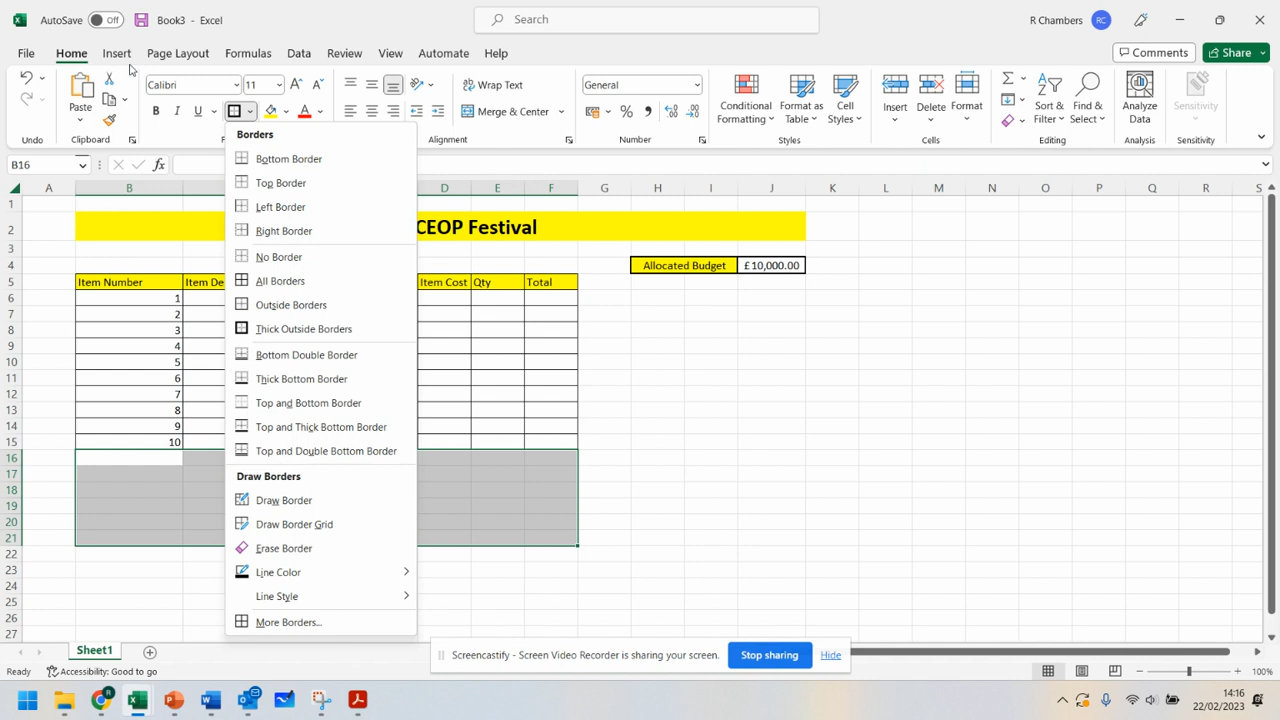 AutoSave Off Book3 - Excel Search R Chambers RC
File Home Insert Page Layout Formulas Data Review View Automate Help Comments Share
Paste Calibri 11 Wrap Text General Conditional Formatting Format as Table Cell Styles Insert Delete Format Sort & Filter Find & Select Analyze Data Sensitivity
B I U Merge & Center % ,
Undo Clipboard Alignment Number Styles Cells Editing Analysis Sensitivity
B16 fx
A B D E F G H I J K L M N O P Q R S
Borders
Bottom Border
Top Border
Left Border
Right Border
No Border
All Borders
Outside Borders
Thick Outside Borders
Bottom Double Border
Thick Bottom Border
Top and Bottom Border
Top and Thick Bottom Border
Top and Double Bottom Border
Draw Borders
Draw Border
Draw Border Grid
Erase Border
Line Color
Line Style
More Borders...
1
2 CEOP Festival
3
4 Allocated Budget £10,000.00
5 Item Number Item De Item Cost Qty Total
6 1
7 2
8 3
9 4
10 5
11 6
12 7
13 8
14 9
15 10
16
17
18
19
20
21
22
23
24
25
26
27
Sheet1
Screencastify - Screen Video Recorder is sharing your screen. Stop sharing Hide
Ready Accessibility: Good to go 100%
14:16
22/02/2023